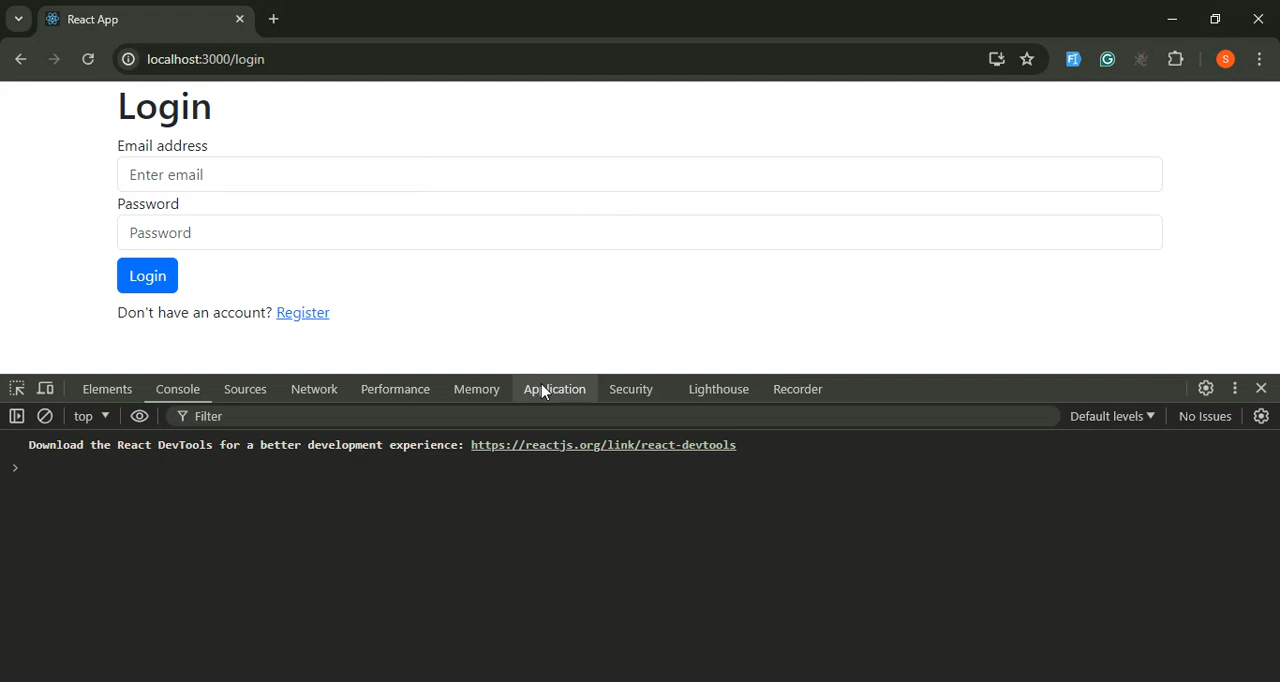 React App
localhost:3000/login
S
Login
Email address
Enter email
Password
Password
Login
Don't have an account? Register
Elements Console Sources Network Performance Memory Application Security Lighthouse Recorder
top Filter Default levels No Issues
Download the React DevTools for a better development experience: https://reactjs.org/link/react-devtools